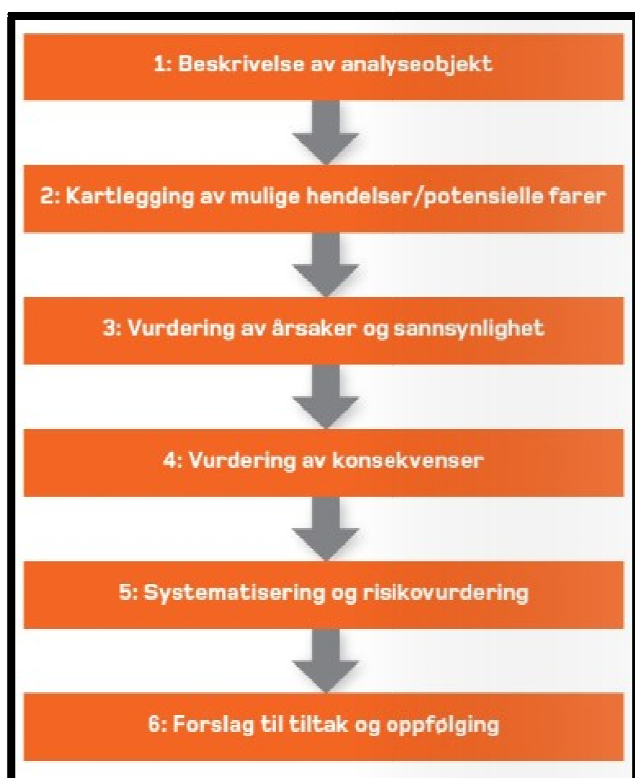 1: Beskrivelse av analyseobjekt
2: Kartlegging av mulige hendelser/potensielle farer
3: Vurdering av årsaker og sannsynlighet
4: Vurdering av konsekvenser
5: Systematisering og risikovurdering
6: Forslag til tiltak og oppfølging